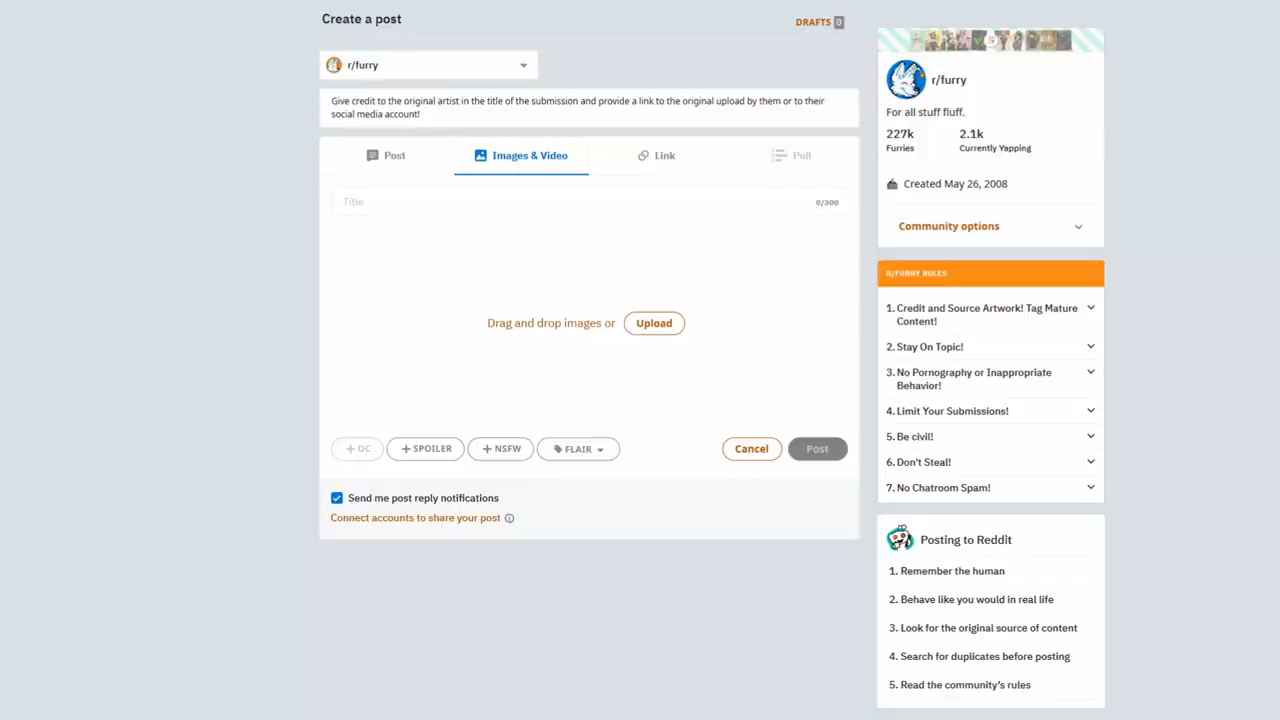 Create a post
DRAFTS 0
r/furry
Give credit to the original artist in the title of the submission and provide a link to the original upload by them or to their
social media account!
Post
Images & Video
Link
Poll
Title
0/300
Drag and drop images or
Upload
+ OC
+ SPOILER
+ NSFW
FLAIR
Cancel
Post
Send me post reply notifications
Connect accounts to share your post
r/furry
For all stuff fluff.
227k
2.1k
Furries
Currently Yapping
Created May 26, 2008
Community options
R/FURRY RULES
1. Credit and Source Artwork! Tag Mature
Content!
2. Stay On Topic!
3. No Pornography or Inappropriate
Behavior!
4. Limit Your Submissions!
5. Be civil!
6. Don't Steal!
7. No Chatroom Spam!
Posting to Reddit
1. Remember the human
2. Behave like you would in real life
3. Look for the original source of content
4. Search for duplicates before posting
5. Read the community's rules